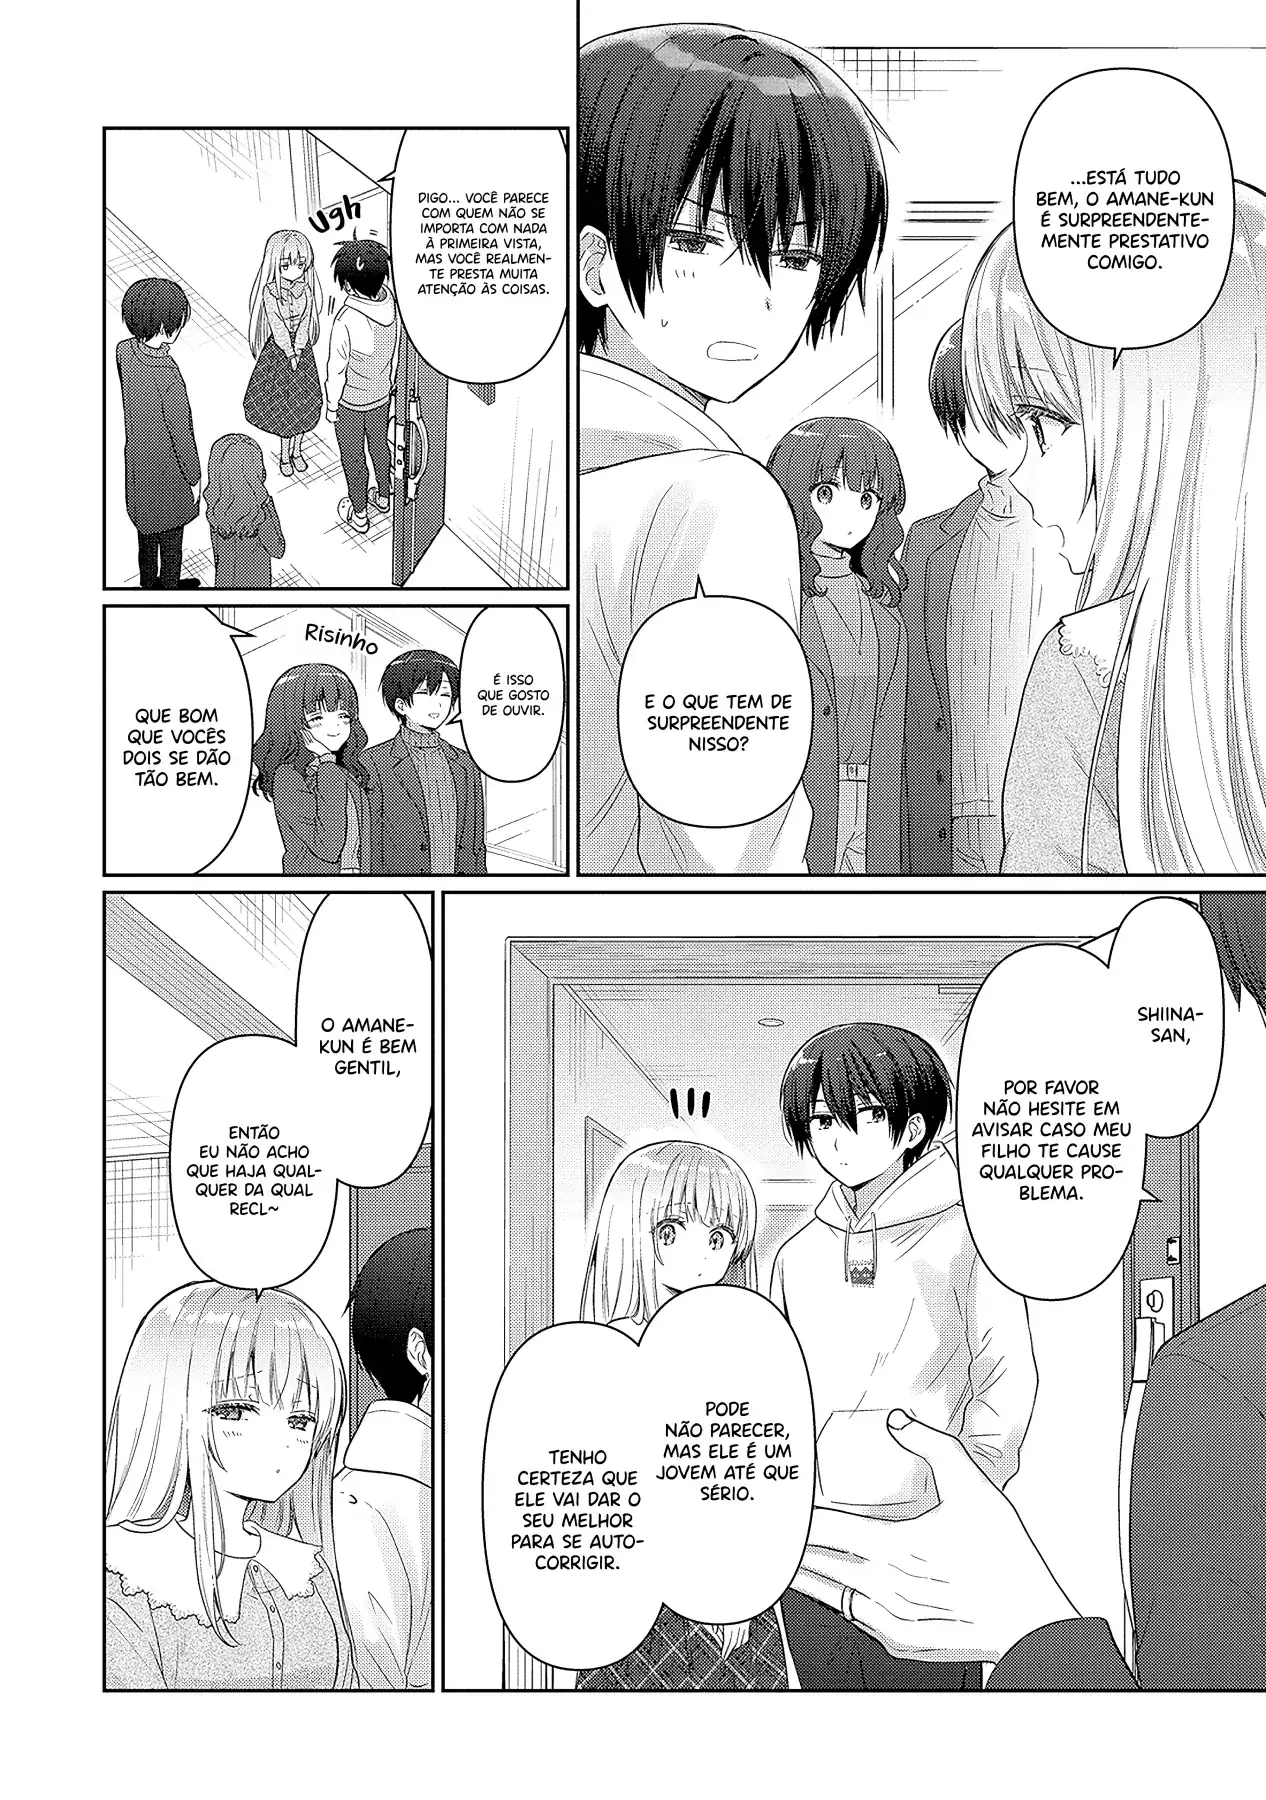 ...ESTÁ TUDO
BEM, O AMANE-KUN
É SURPREENDENTE-
MENTE PRESTATIVO
COMIGO.
E O QUE TEM DE
SURPREENDENTE
NISSO?
DIGO... VOCÊ PARECE
COM QUEM NÃO SE
IMPORTA COM NADA
À PRIMEIRA VISTA,
MAS VOCÊ REALMEN-
TE PRESTA MUITA
ATENÇÃO ÀS COISAS.
Ugh
É ISSO
QUE GOSTO
DE OUVIR.
Risinho
QUE BOM
QUE VOCÊS
DOIS SE DÃO
TÃO BEM.
SHIINA-
SAN,
POR FAVOR
NÃO HESITE EM
AVISAR CASO MEU
FILHO TE CAUSE
QUALQUER PRO-
BLEMA.
PODE
NÃO PARECER,
MAS ELE É UM
JOVEM ATÉ QUE
SÉRIO.
TENHO
CERTEZA QUE
ELE VAI DAR O
SEU MELHOR
PARA SE AUTO-
CORRIGIR.
O AMANE-
KUN É BEM
GENTIL,
ENTÃO
EU NÃO ACHO
QUE HAJA QUAL-
QUER DA QUAL
RECL~